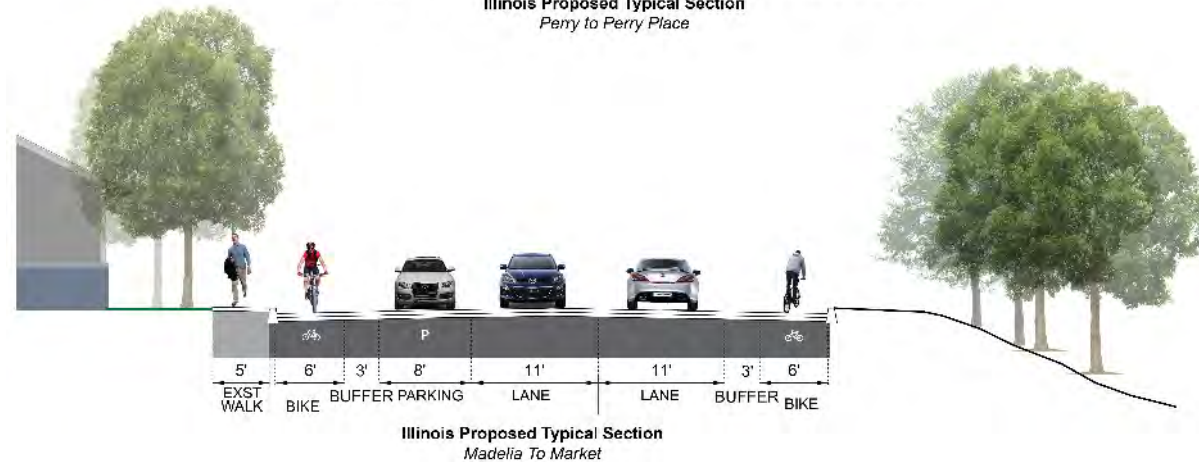 Illinois Proposed Typical Section
Perry to Perry Place
P
5' 6' 3' 8' 11' 11' 3' 6'
EXST WALK BIKE BUFFER PARKING LANE LANE BUFFER BIKE
Illinois Proposed Typical Section
Madelia To Market